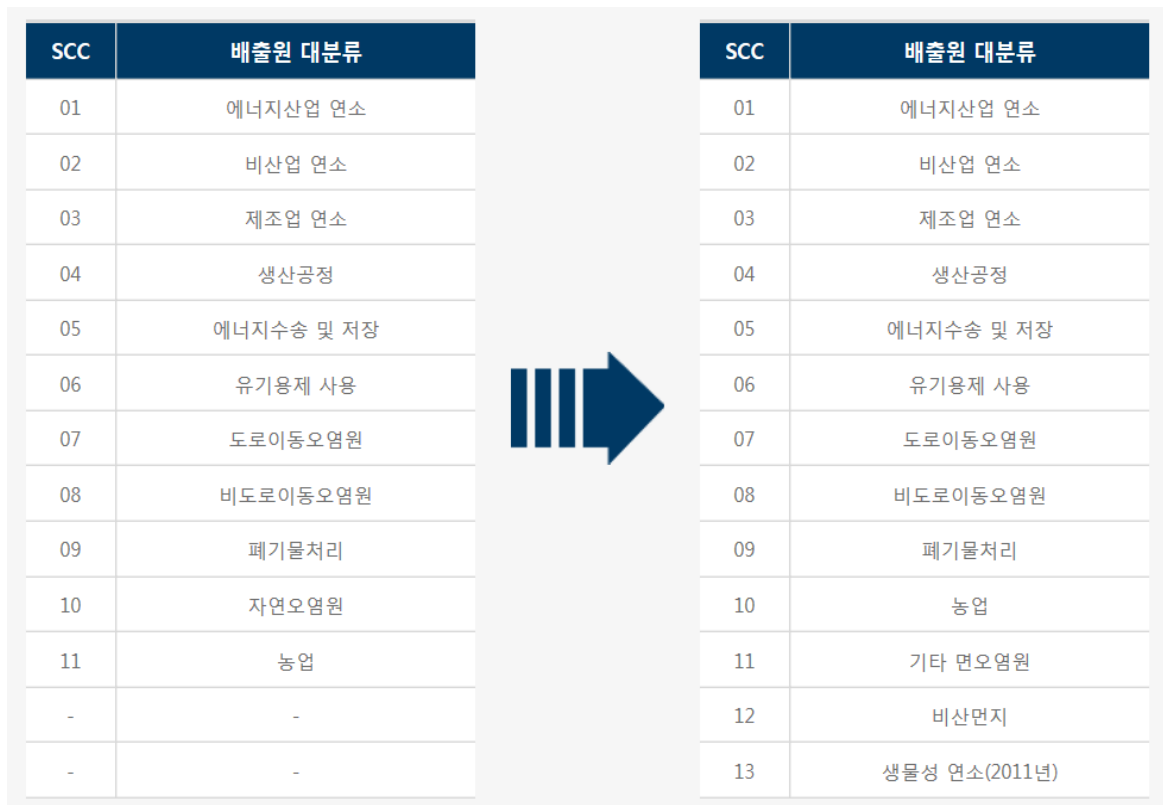 SCC 배출원 대분류
01 에너지산업 연소
02 비산업 연소
03 제조업 연소
04 생산공정
05 에너지수송 및 저장
06 유기용제 사용
07 도로이동오염원
08 비도로이동오염원
09 폐기물처리
10 자연오염원
11 농업
- -
- -
SCC 배출원 대분류
01 에너지산업 연소
02 비산업 연소
03 제조업 연소
04 생산공정
05 에너지수송 및 저장
06 유기용제 사용
07 도로이동오염원
08 비도로이동오염원
09 폐기물처리
10 농업
11 기타 면오염원
12 비산먼지
13 생물성 연소(2011년)